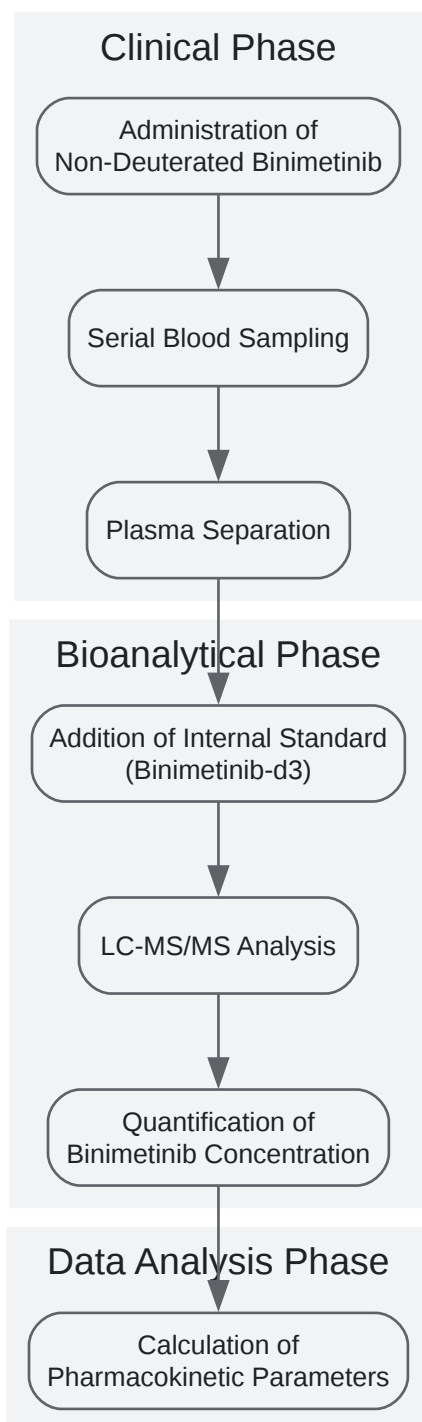 Clinical Phase
Administration of
Non-Deuterated Binimetinib
Serial Blood Sampling
Plasma Separation
Bioanalytical Phase
Addition of Internal Standard
(Binimetinib-d3)
LC-MS/MS Analysis
Quantification of
Binimetinib Concentration
Data Analysis Phase
Calculation of
Pharmacokinetic Parameters